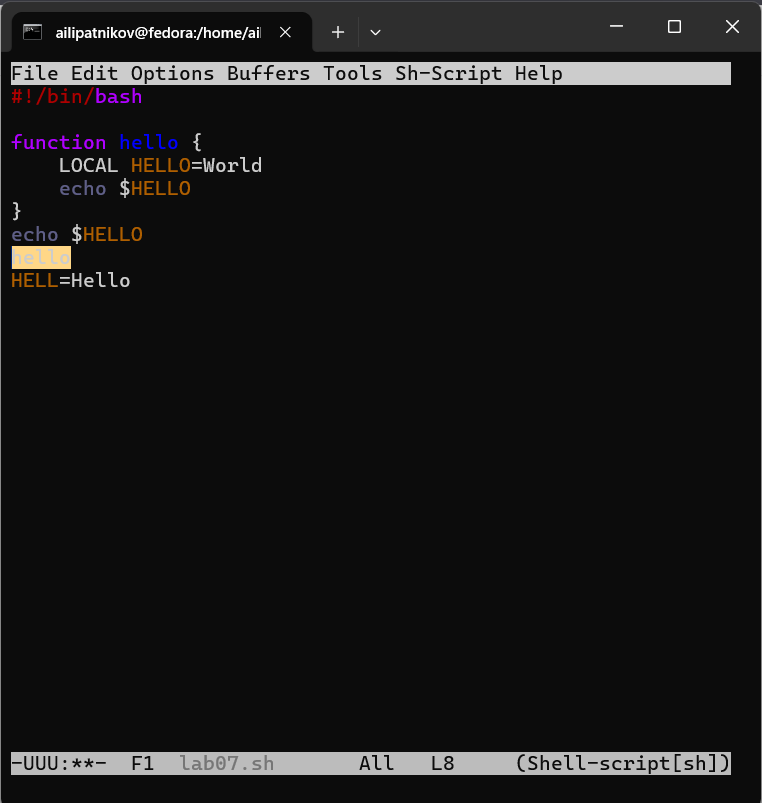 ailipatnikov@fedora:/home/ai
File Edit Options Buffers Tools Sh-Script Help
#!/bin/bash
function hello {
    LOCAL HELLO=World
    echo $HELLO
}
echo $HELLO
hello
HELL=Hello
-UUU:**-  F1  lab07.sh       All   L8     (Shell-script[sh])